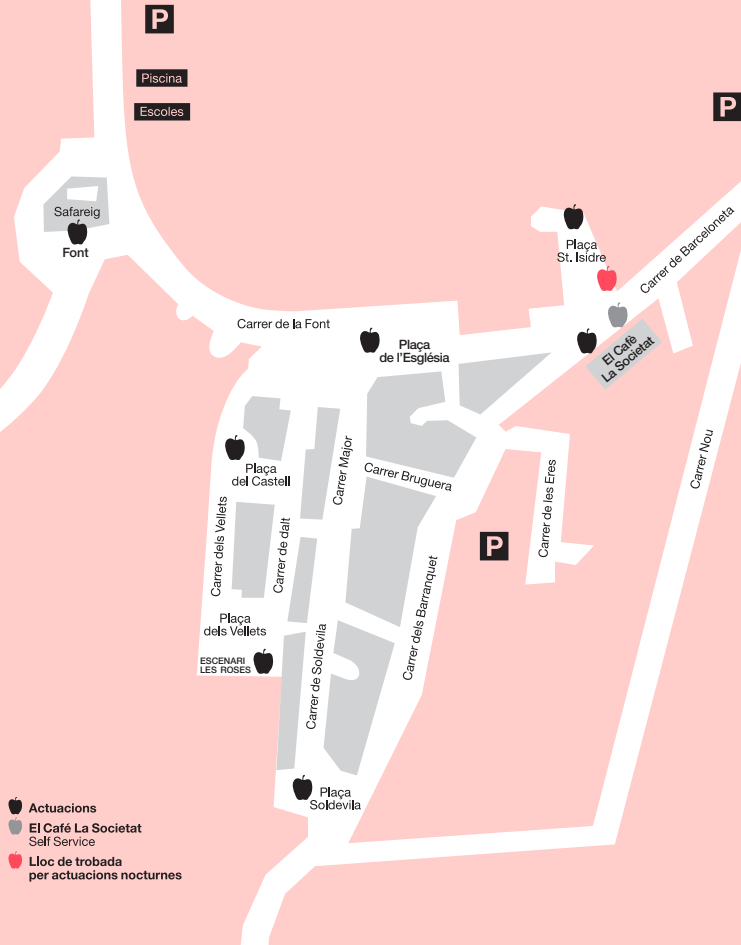 P
Piscina
P
Escoles
Safareig
Font
Plaça
St. Isidre
Carrer de Barceloneta
Carrer de la Font
Plaça
de l'Església
El Café
La Societat
Plaça
del Castell
Carrer Major
Carrer Bruguera
Carrer Nou
Carrer dels Vellets
Carrer de dalt
Carrer de les Eres
P
Carrer dels Barranquet
Plaça
dels Vellets
ESCENARI
LES ROSES
Carrer de Soldevila
Plaça
Soldevila
Actuacions
El Café La Societat
Self Service
Lloc de trobada
per actuacions nocturnes